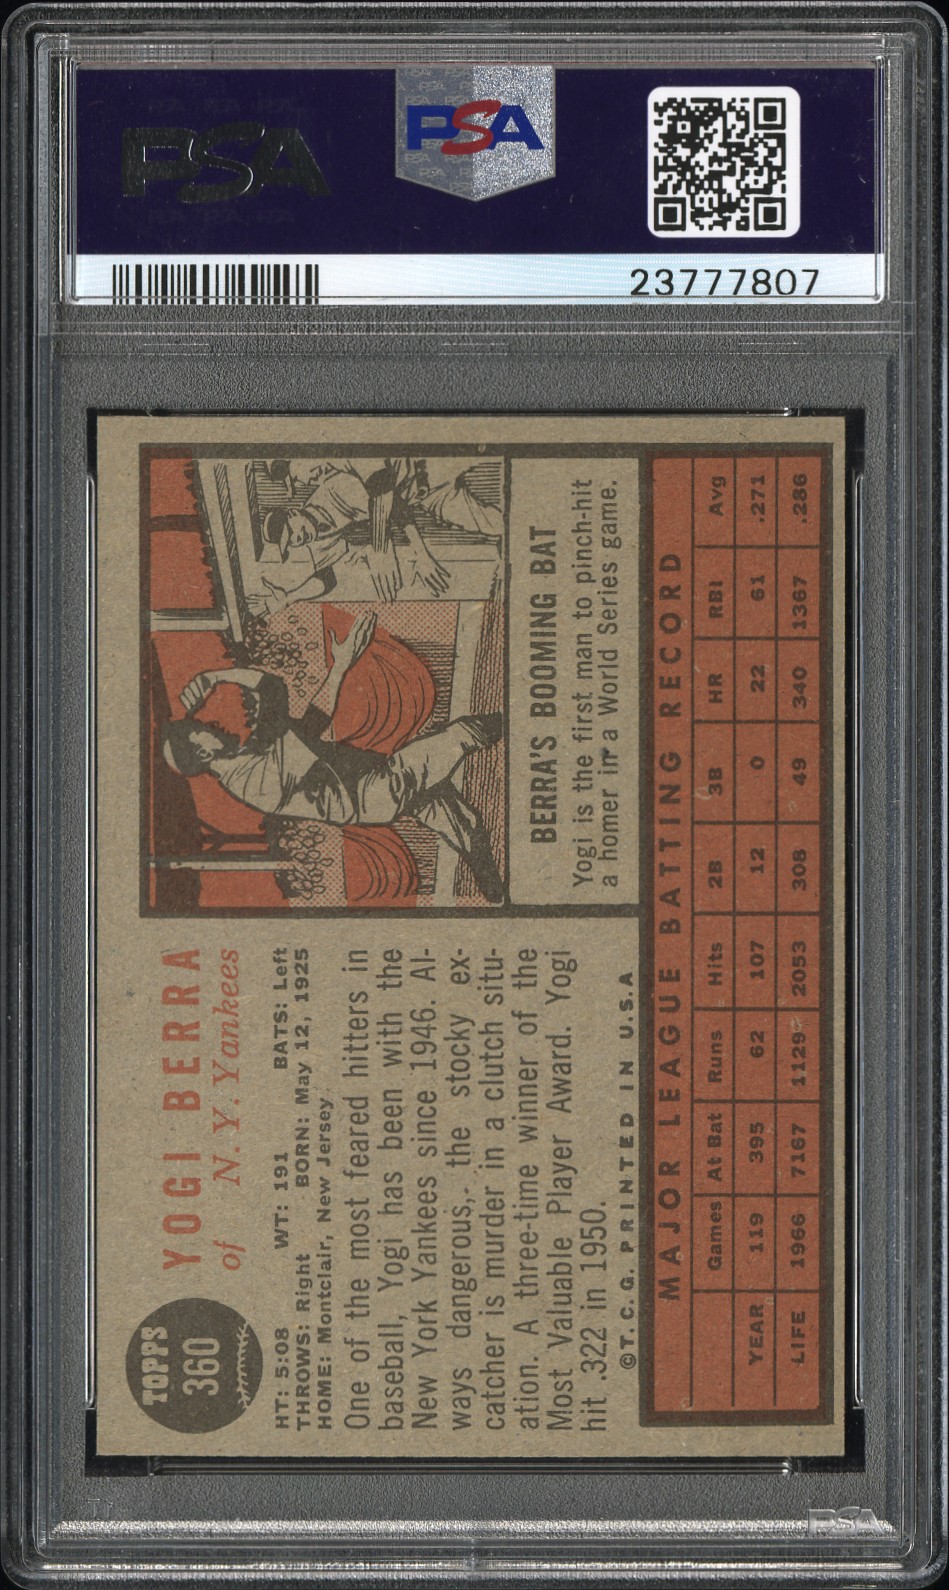 PSA
PSA
23777807
TOPPS
360
YOGI BERRA
of N. Y. Yankees
HT: 5:08 WT: 191 BATS: Left
THROWS: Right BORN: May 12, 1925
HOME: Montclair, New Jersey
One of the most feared hitters in
baseball, Yogi has been with the
New York Yankees since 1946. Al-
ways dangerous, the stocky ex-
catcher is murder in a clutch situ-
ation. A three-time winner of the
Most Valuable Player Award. Yogi
hit .322 in 1950.
©T. C. G. PRINTED IN U.S.A
BERRA'S BOOMING BAT
Yogi is the first man to pinch-hit
a homer in a World Series game.
MAJOR LEAGUE BATTING RECORD
Games At Bat Runs Hits 2B 3B HR RBI Avg
YEAR 119 395 62 107 12 0 22 61 .271
LIFE 1966 7167 1129 2053 308 49 340 1367 .286
PSA